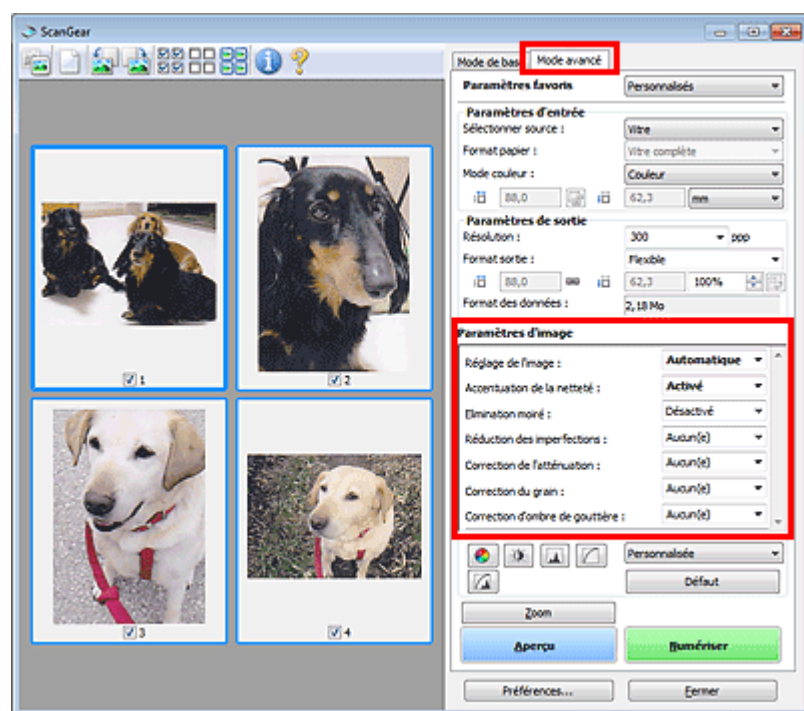 ScanGear
Mode de base Mode avancé
Paramètres favoris Personnalisés
Paramètres d'entrée
Sélectionner source : Vitre
Format papier : Vitre complète
Mode couleur : Couleur
88,0 62,3 mm
Paramètres de sortie
Résolution : 300 ppp
Format sortie : Flexible
88,0 62,3 100%
Format des données : 2,18 Mo
Paramètres d'image
Réglage de l'image : Automatique
Accentuation de la netteté : Activé
Elimination moiré : Désactivé
Réduction des imperfections : Aucun(e)
Correction de l'atténuation : Aucun(e)
Correction du grain : Aucun(e)
Correction d'ombre de gouttière : Aucun(e)
Personnalisée
Défaut
Zoom
Aperçu Numériser
Préférences... Fermer
1 2
3 4